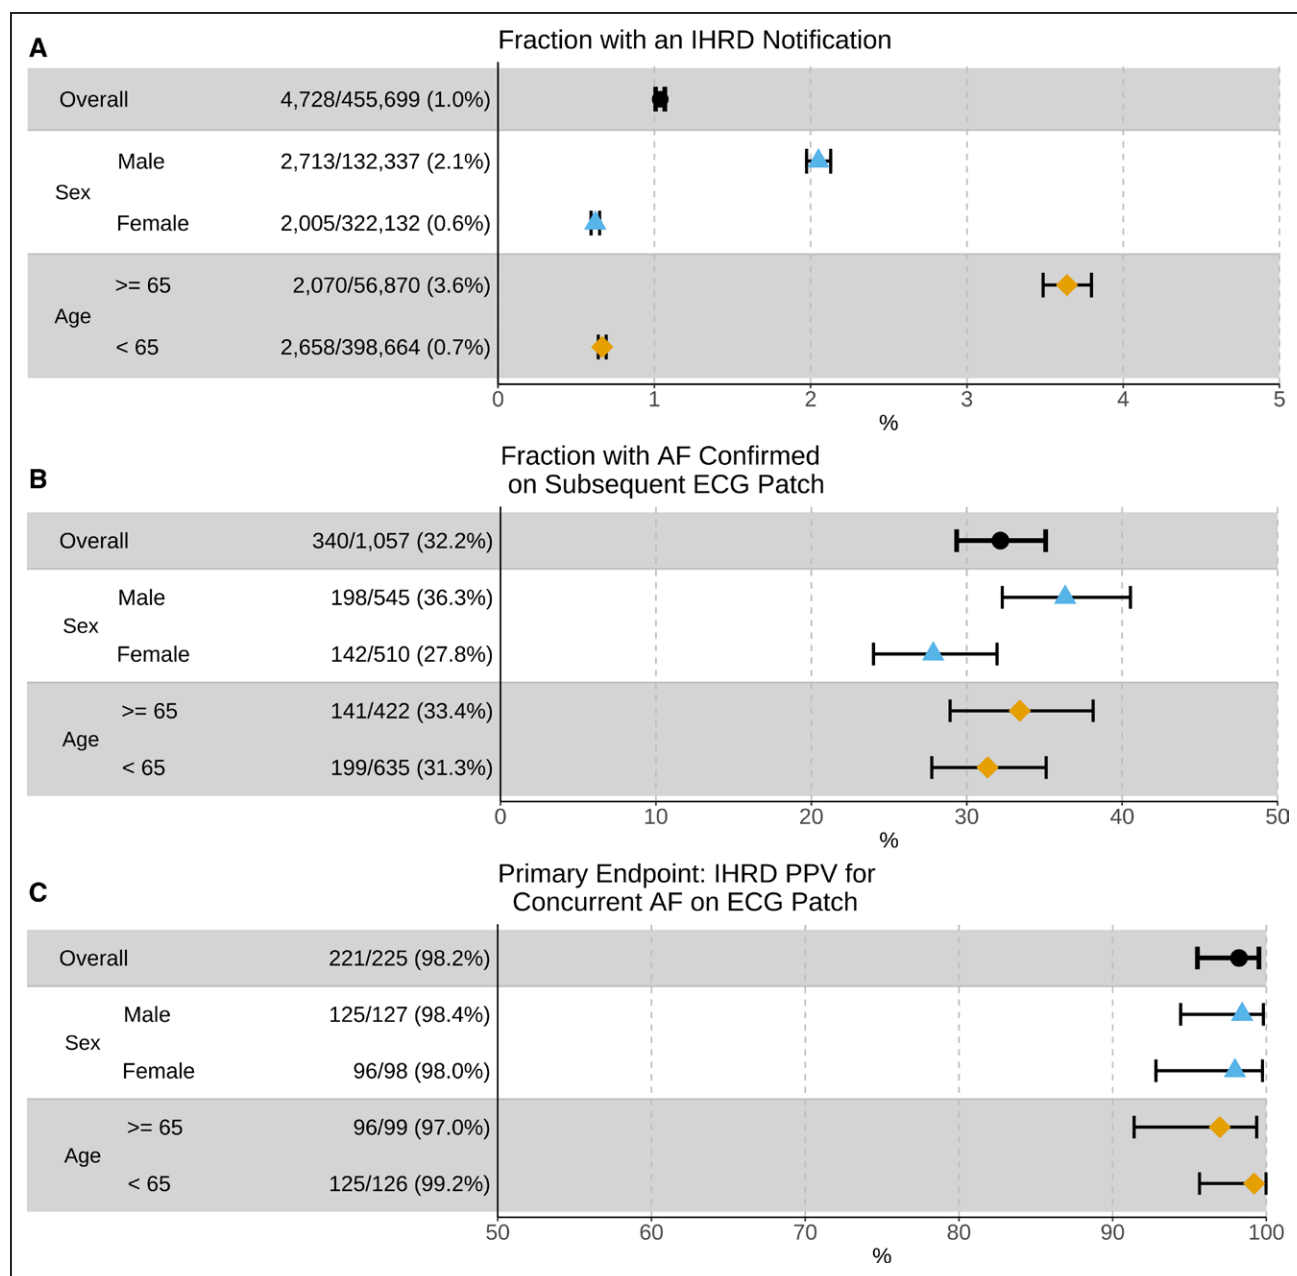 A
Fraction with an IHRD Notification
Overall 4,728/455,699 (1.0%)
Male 2,713/132,337 (2.1%)
Sex
Female 2,005/322,132 (0.6%)
>= 65 2,070/56,870 (3.6%)
Age
< 65 2,658/398,664 (0.7%)
0 1 2 3 4 5
%
B
Fraction with AF Confirmed
on Subsequent ECG Patch
Overall 340/1,057 (32.2%)
Male 198/545 (36.3%)
Sex
Female 142/510 (27.8%)
>= 65 141/422 (33.4%)
Age
< 65 199/635 (31.3%)
0 10 20 30 40 50
%
C
Primary Endpoint: IHRD PPV for
Concurrent AF on ECG Patch
Overall 221/225 (98.2%)
Male 125/127 (98.4%)
Sex
Female 96/98 (98.0%)
>= 65 96/99 (97.0%)
Age
< 65 125/126 (99.2%)
50 60 70 80 90 100
%